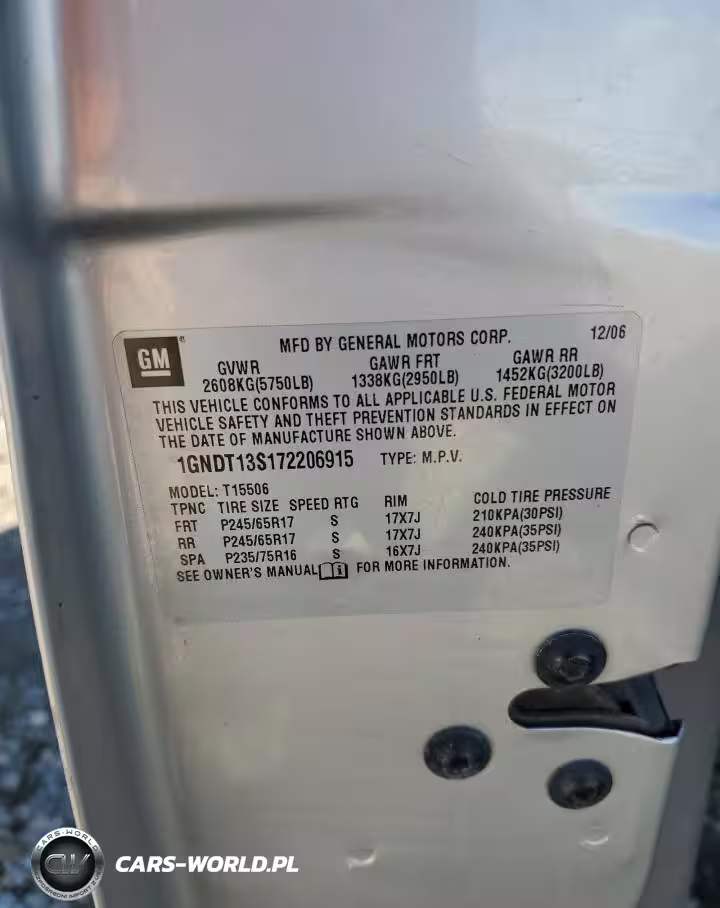 GM
MFD BY GENERAL MOTORS CORP. 12/06
GVWR GAWR FRT GAWR RR
2608KG(5750LB) 1338KG(2950LB) 1452KG(3200LB)
THIS VEHICLE CONFORMS TO ALL APPLICABLE U.S. FEDERAL MOTOR
VEHICLE SAFETY AND THEFT PREVENTION STANDARDS IN EFFECT ON
THE DATE OF MANUFACTURE SHOWN ABOVE.
1GNDT13S172206915 TYPE: M.P.V.
MODEL: T15506
TPNC TIRE SIZE SPEED RTG RIM COLD TIRE PRESSURE
FRT P245/65R17 S 17X7J 210KPA(30PSI)
RR P245/65R17 S 17X7J 240KPA(35PSI)
SPA P235/75R16 S 16X7J 240KPA(35PSI)
SEE OWNER'S MANUAL FOR MORE INFORMATION.
CARS-WORLD
CW
CARS-WORLD.PL